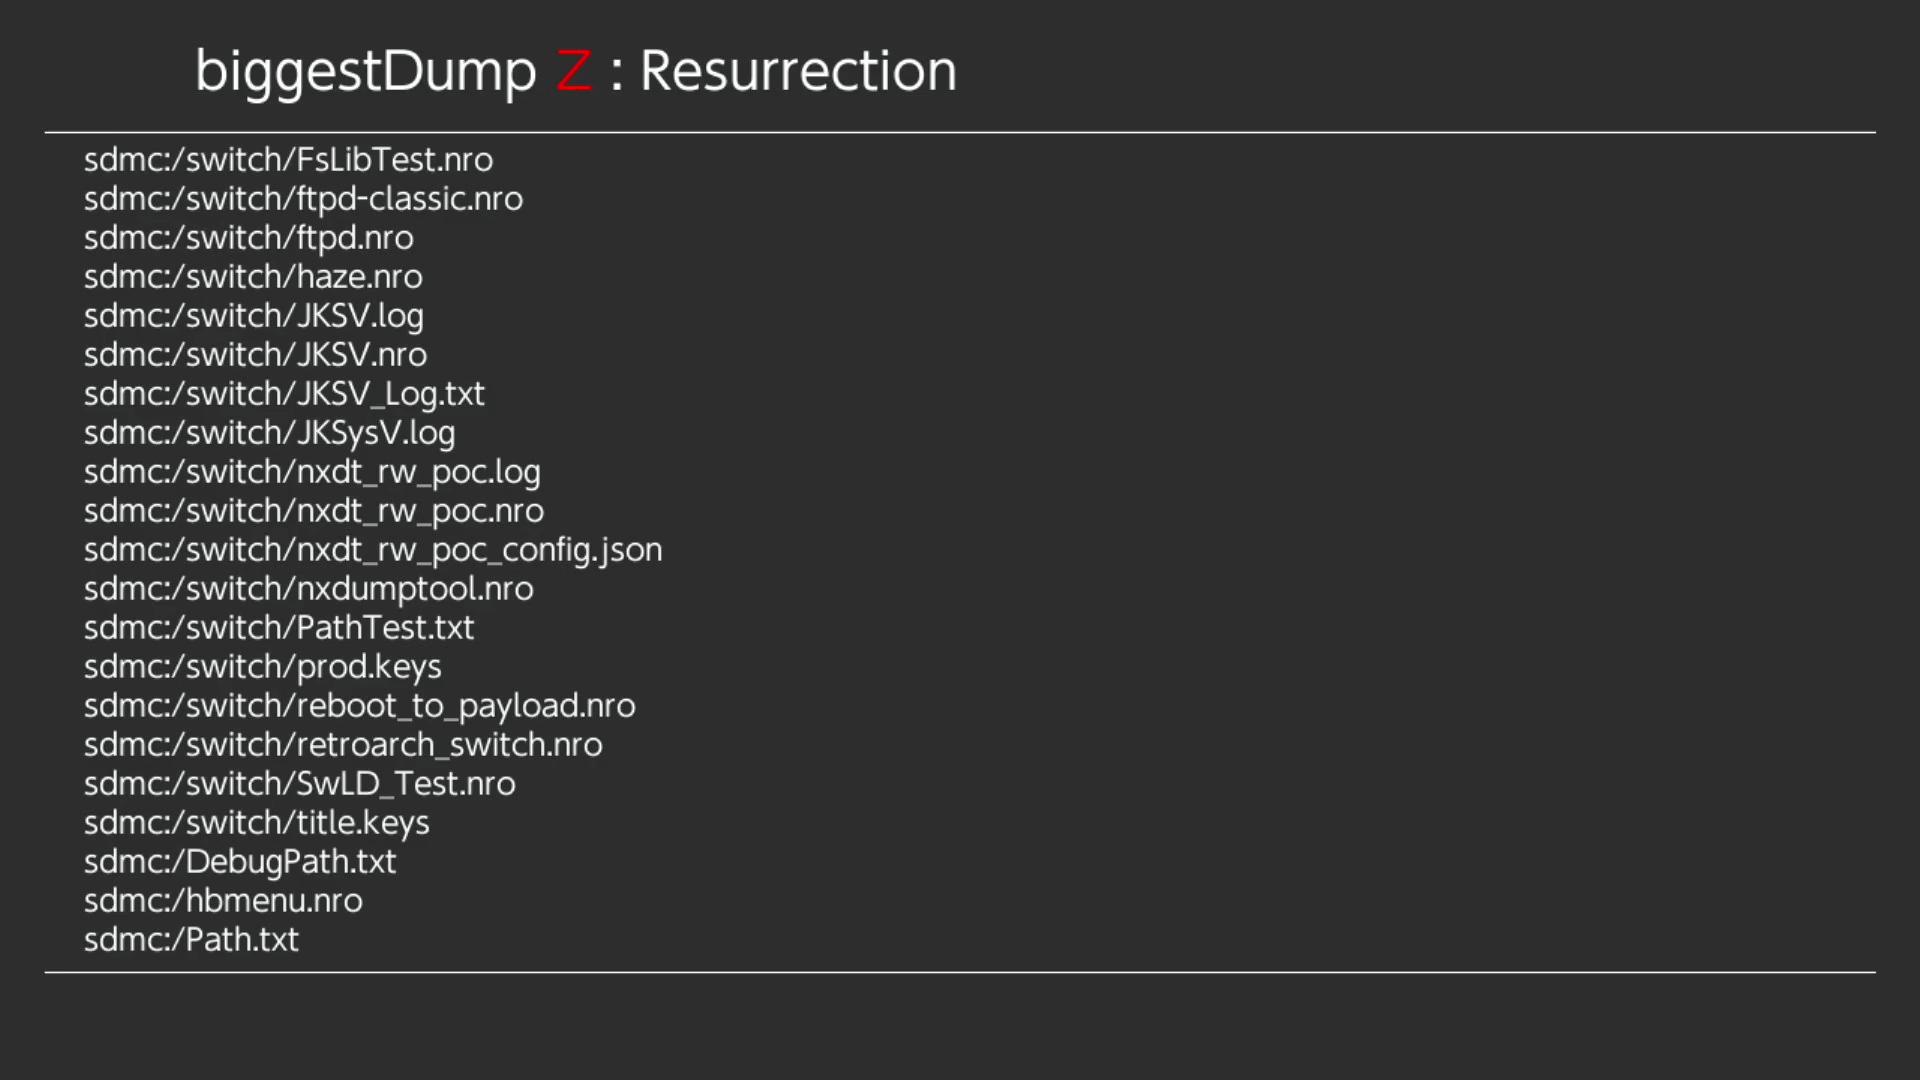 biggestDump Z : Resurrection
sdmc:/switch/FsLibTest.nro
sdmc:/switch/ftpd-classic.nro
sdmc:/switch/ftpd.nro
sdmc:/switch/haze.nro
sdmc:/switch/JKSV.log
sdmc:/switch/JKSV.nro
sdmc:/switch/JKSV_Log.txt
sdmc:/switch/JKSysV.log
sdmc:/switch/nxdt_rw_poc.log
sdmc:/switch/nxdt_rw_poc.nro
sdmc:/switch/nxdt_rw_poc_config.json
sdmc:/switch/nxdumptool.nro
sdmc:/switch/PathTest.txt
sdmc:/switch/prod.keys
sdmc:/switch/reboot_to_payload.nro
sdmc:/switch/retroarch_switch.nro
sdmc:/switch/SwLD_Test.nro
sdmc:/switch/title.keys
sdmc:/DebugPath.txt
sdmc:/hbmenu.nro
sdmc:/Path.txt